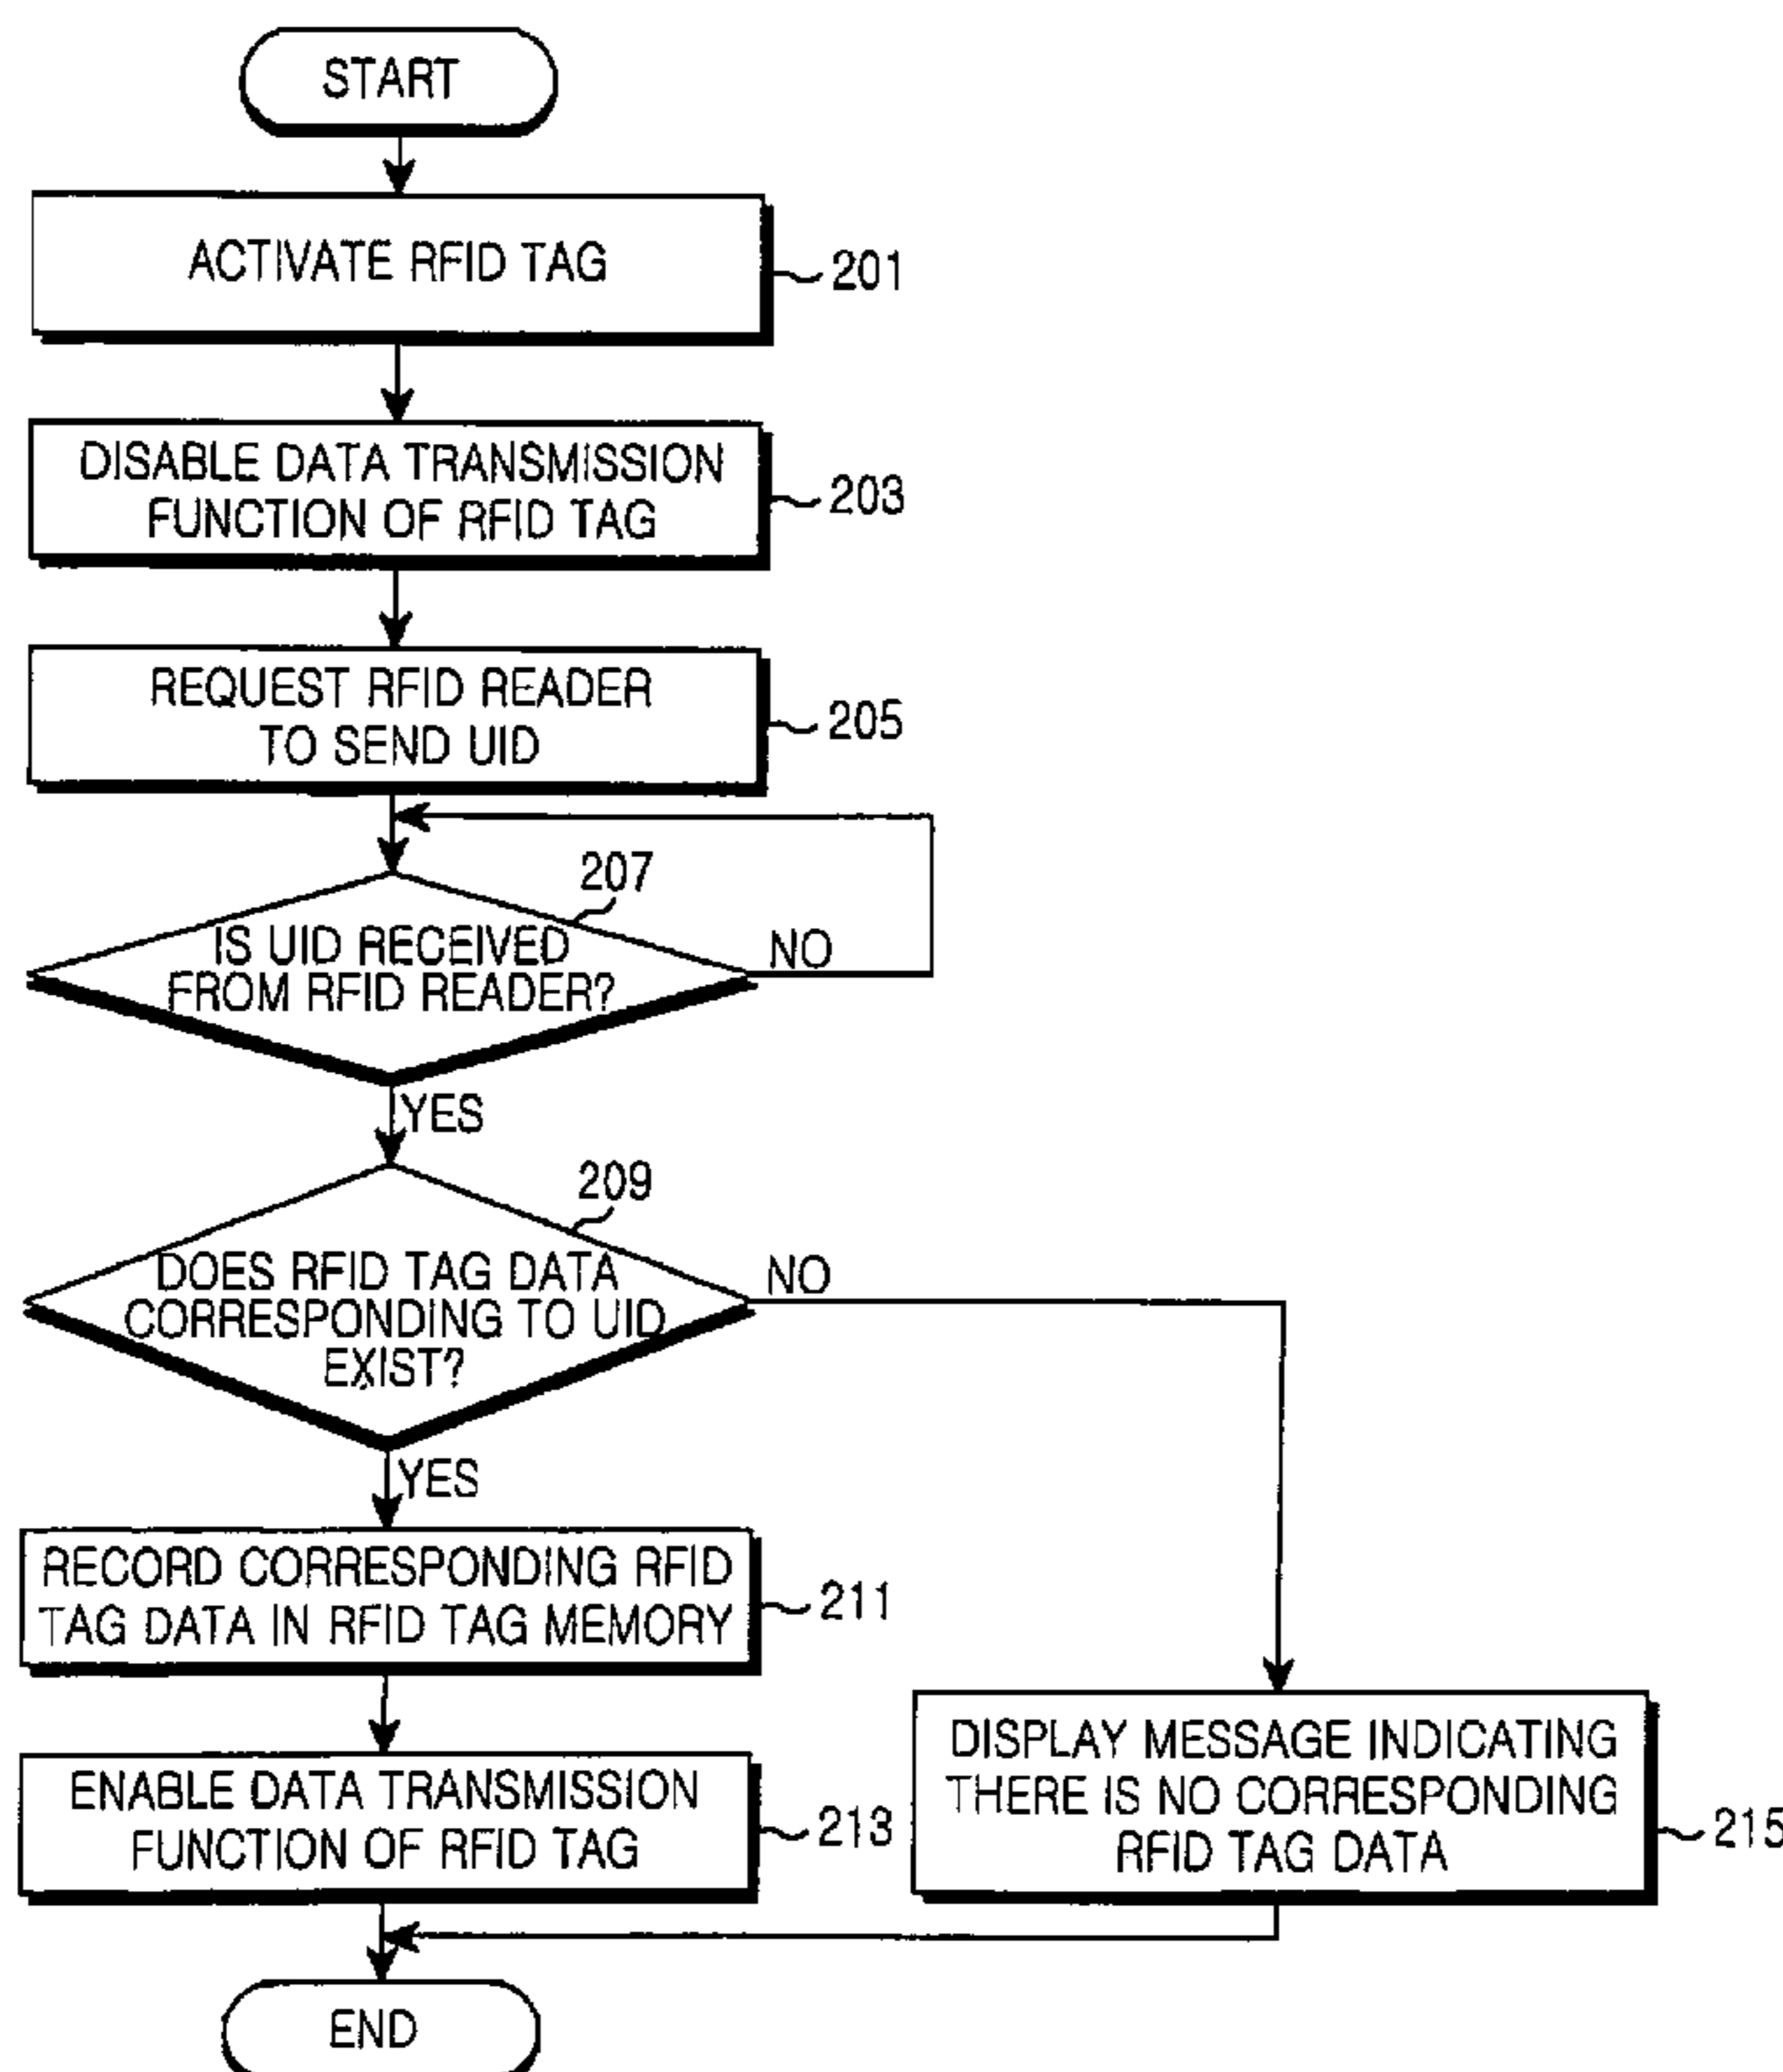 START
ACTIVATE RFID TAG
201
DISABLE DATA TRANSMISSION
FUNCTION OF RFID TAG
203
REQUEST RFID READER
TO SEND UID
205
207
IS UID RECEIVED
FROM RFID READER?
NO
YES
209
DOES RFID TAG DATA
CORRESPONDING TO UID
EXIST?
NO
YES
RECORD CORRESPONDING RFID
TAG DATA IN RFID TAG MEMORY
211
ENABLE DATA TRANSMISSION
FUNCTION OF RFID TAG
213
DISPLAY MESSAGE INDICATING
THERE IS NO CORRESPONDING
RFID TAG DATA
215
END